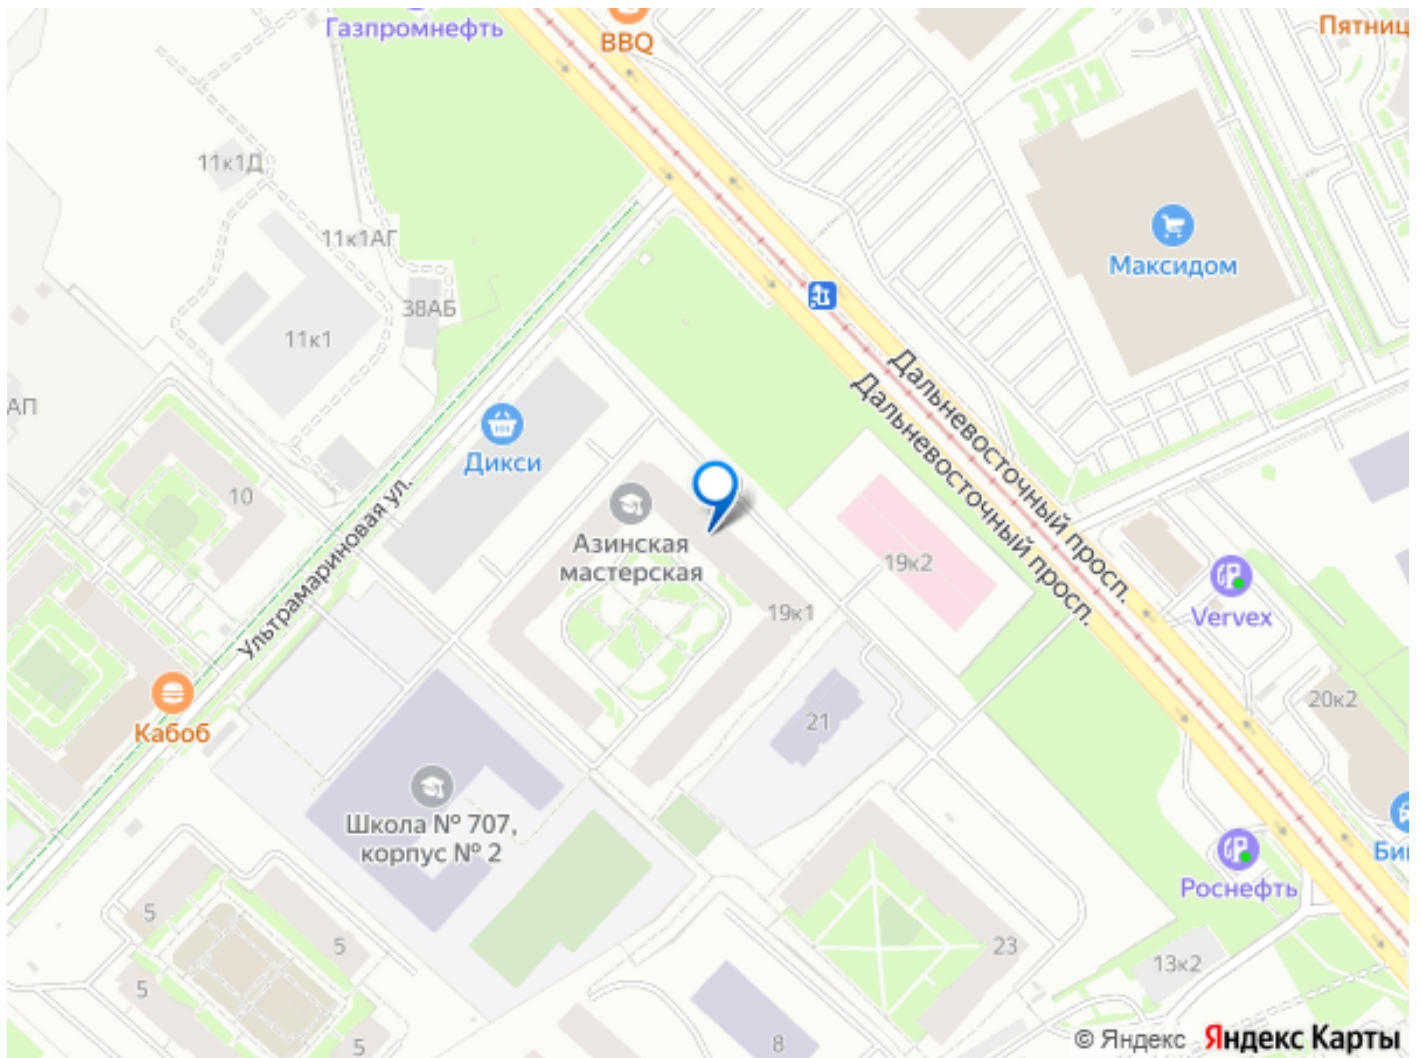 Газпромнефть
BBQ
Пятниц
11к1Д
11к1АГ
38АБ
11к1
Максидом
АП
Дикси
10
Дальневосточный просп.
Дальневосточный просп.
Ультрамариновая ул.
Азинская
мастерская
19к2
19к1
Vervex
Кабоб
21
20к2
Школа № 707,
корпус № 2
Роснефть
Би
5
5
5
5
23
13к2
8
© Яндекс Яндекс Карты